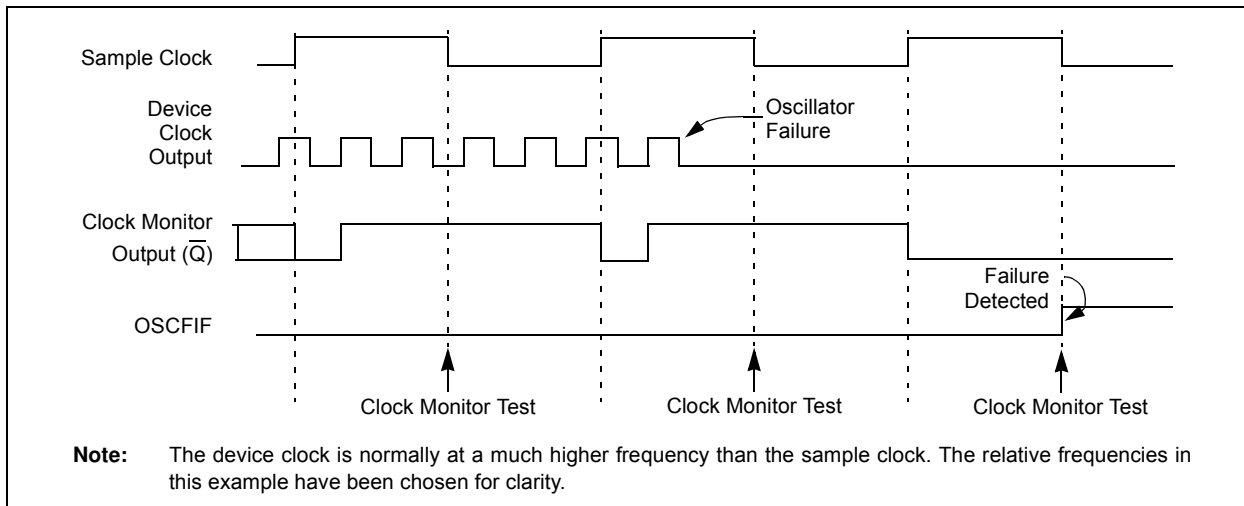 Sample Clock
Device
Clock
Output
Oscillator
Failure
Clock Monitor
Output (Q̅)
Failure
Detected
OSCFIF
Clock Monitor Test
Clock Monitor Test
Clock Monitor Test
Note: The device clock is normally at a much higher frequency than the sample clock. The relative frequencies in
this example have been chosen for clarity.